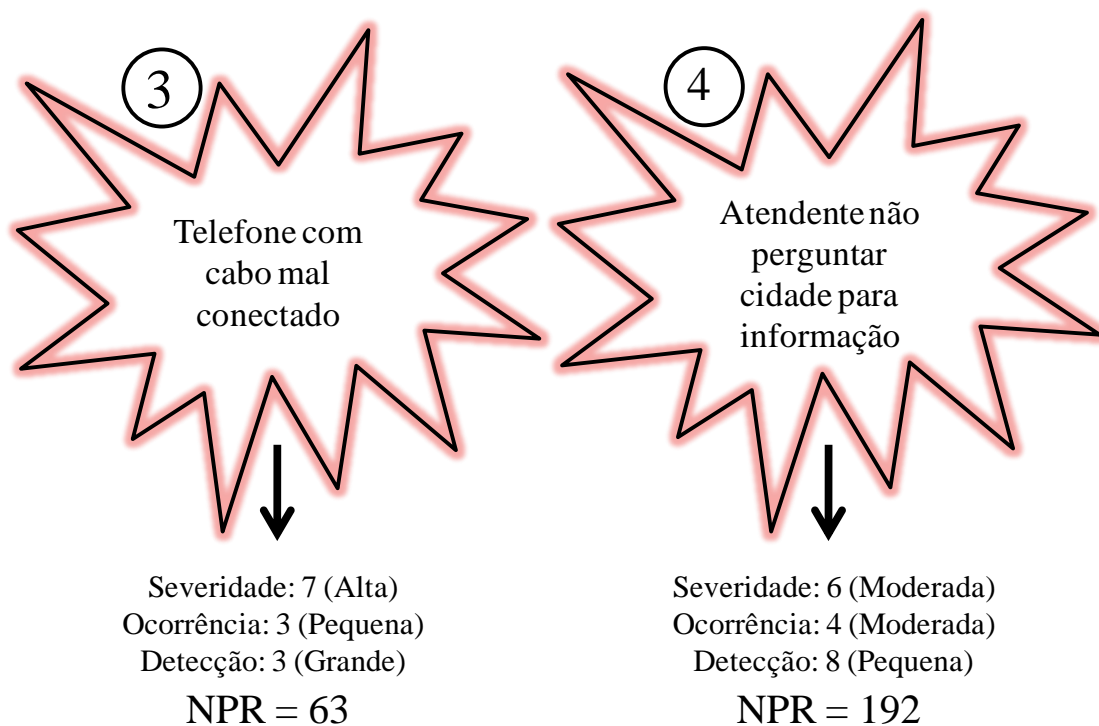 3
Telefone com
cabo mal
conectado
Severidade: 7 (Alta)
Ocorrência: 3 (Pequena)
Detecção: 3 (Grande)
NPR = 63
4
Atendente não
perguntar
cidade para
informação
Severidade: 6 (Moderada)
Ocorrência: 4 (Moderada)
Detecção: 8 (Pequena)
NPR = 192